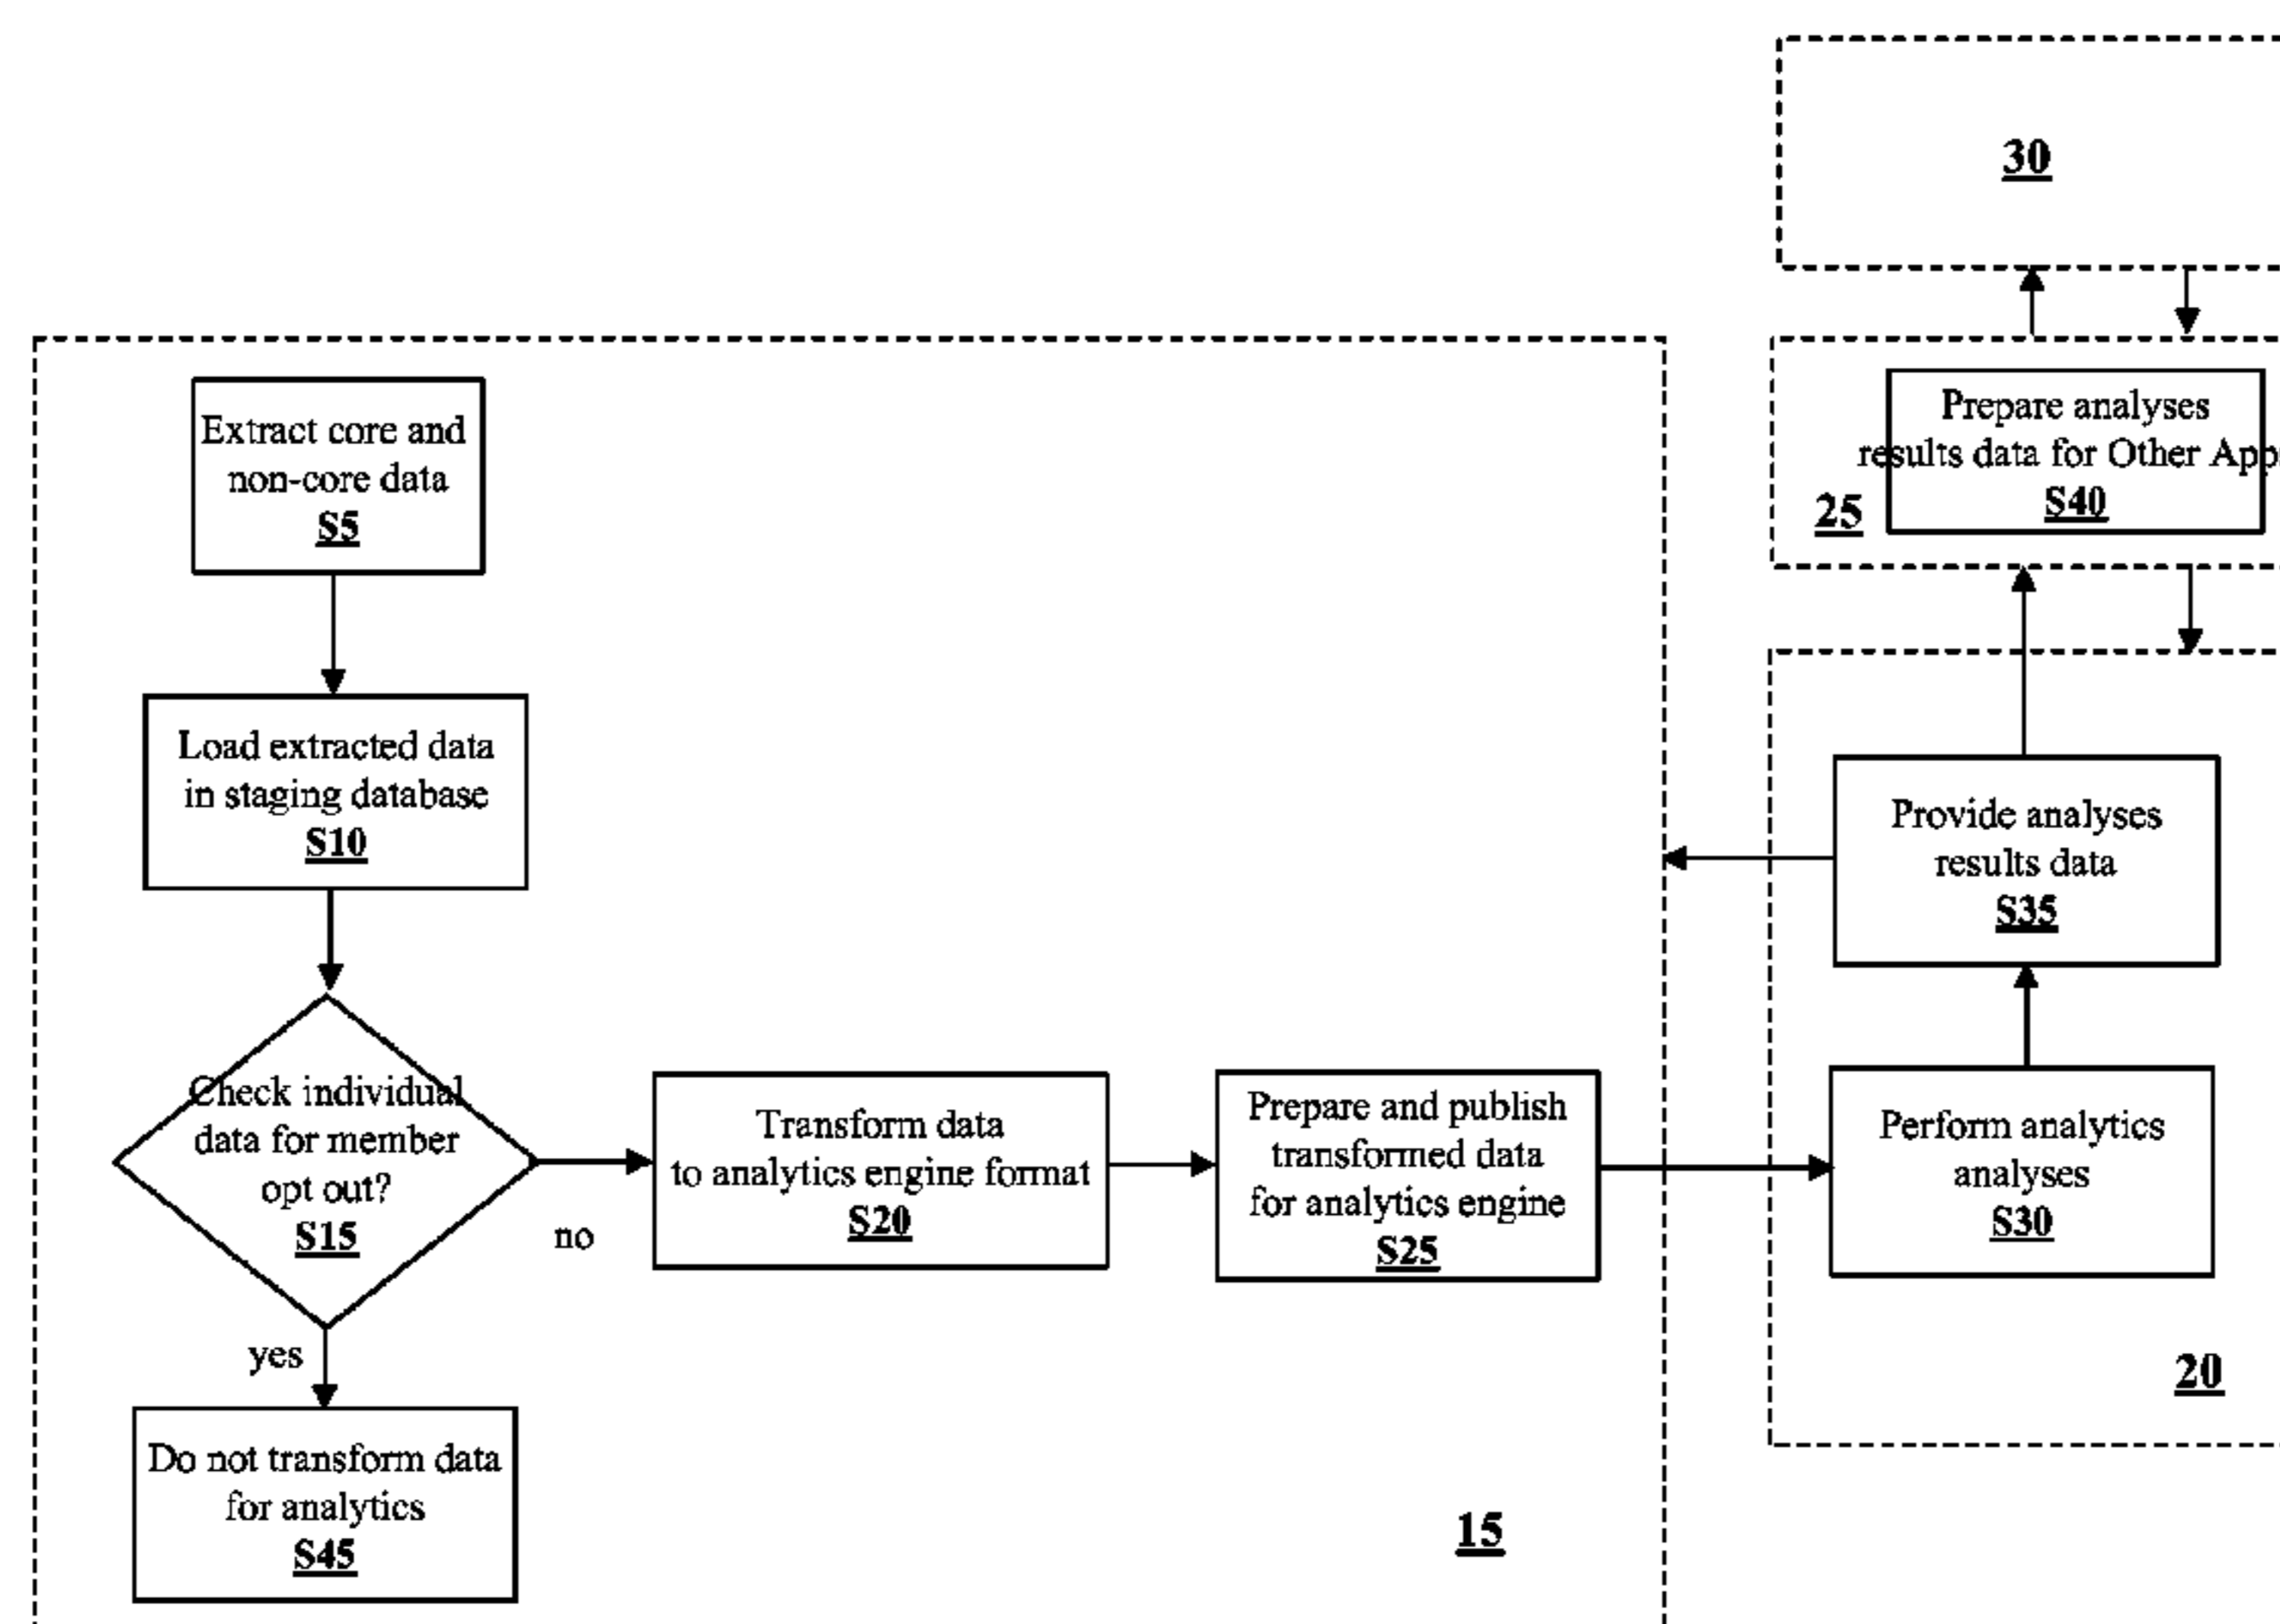 30
Extract core and
non-core data
S5
Prepare analyses
results data for Other App
S40
25
Load extracted data
in staging database
S10
Provide analyses
results data
S35
Check individual
data for member
opt out?
S15
no
yes
Transform data
to analytics engine format
S20
Prepare and publish
transformed data
for analytics engine
S25
Perform analytics
analyses
S30
20
Do not transform data
for analytics
S45
15